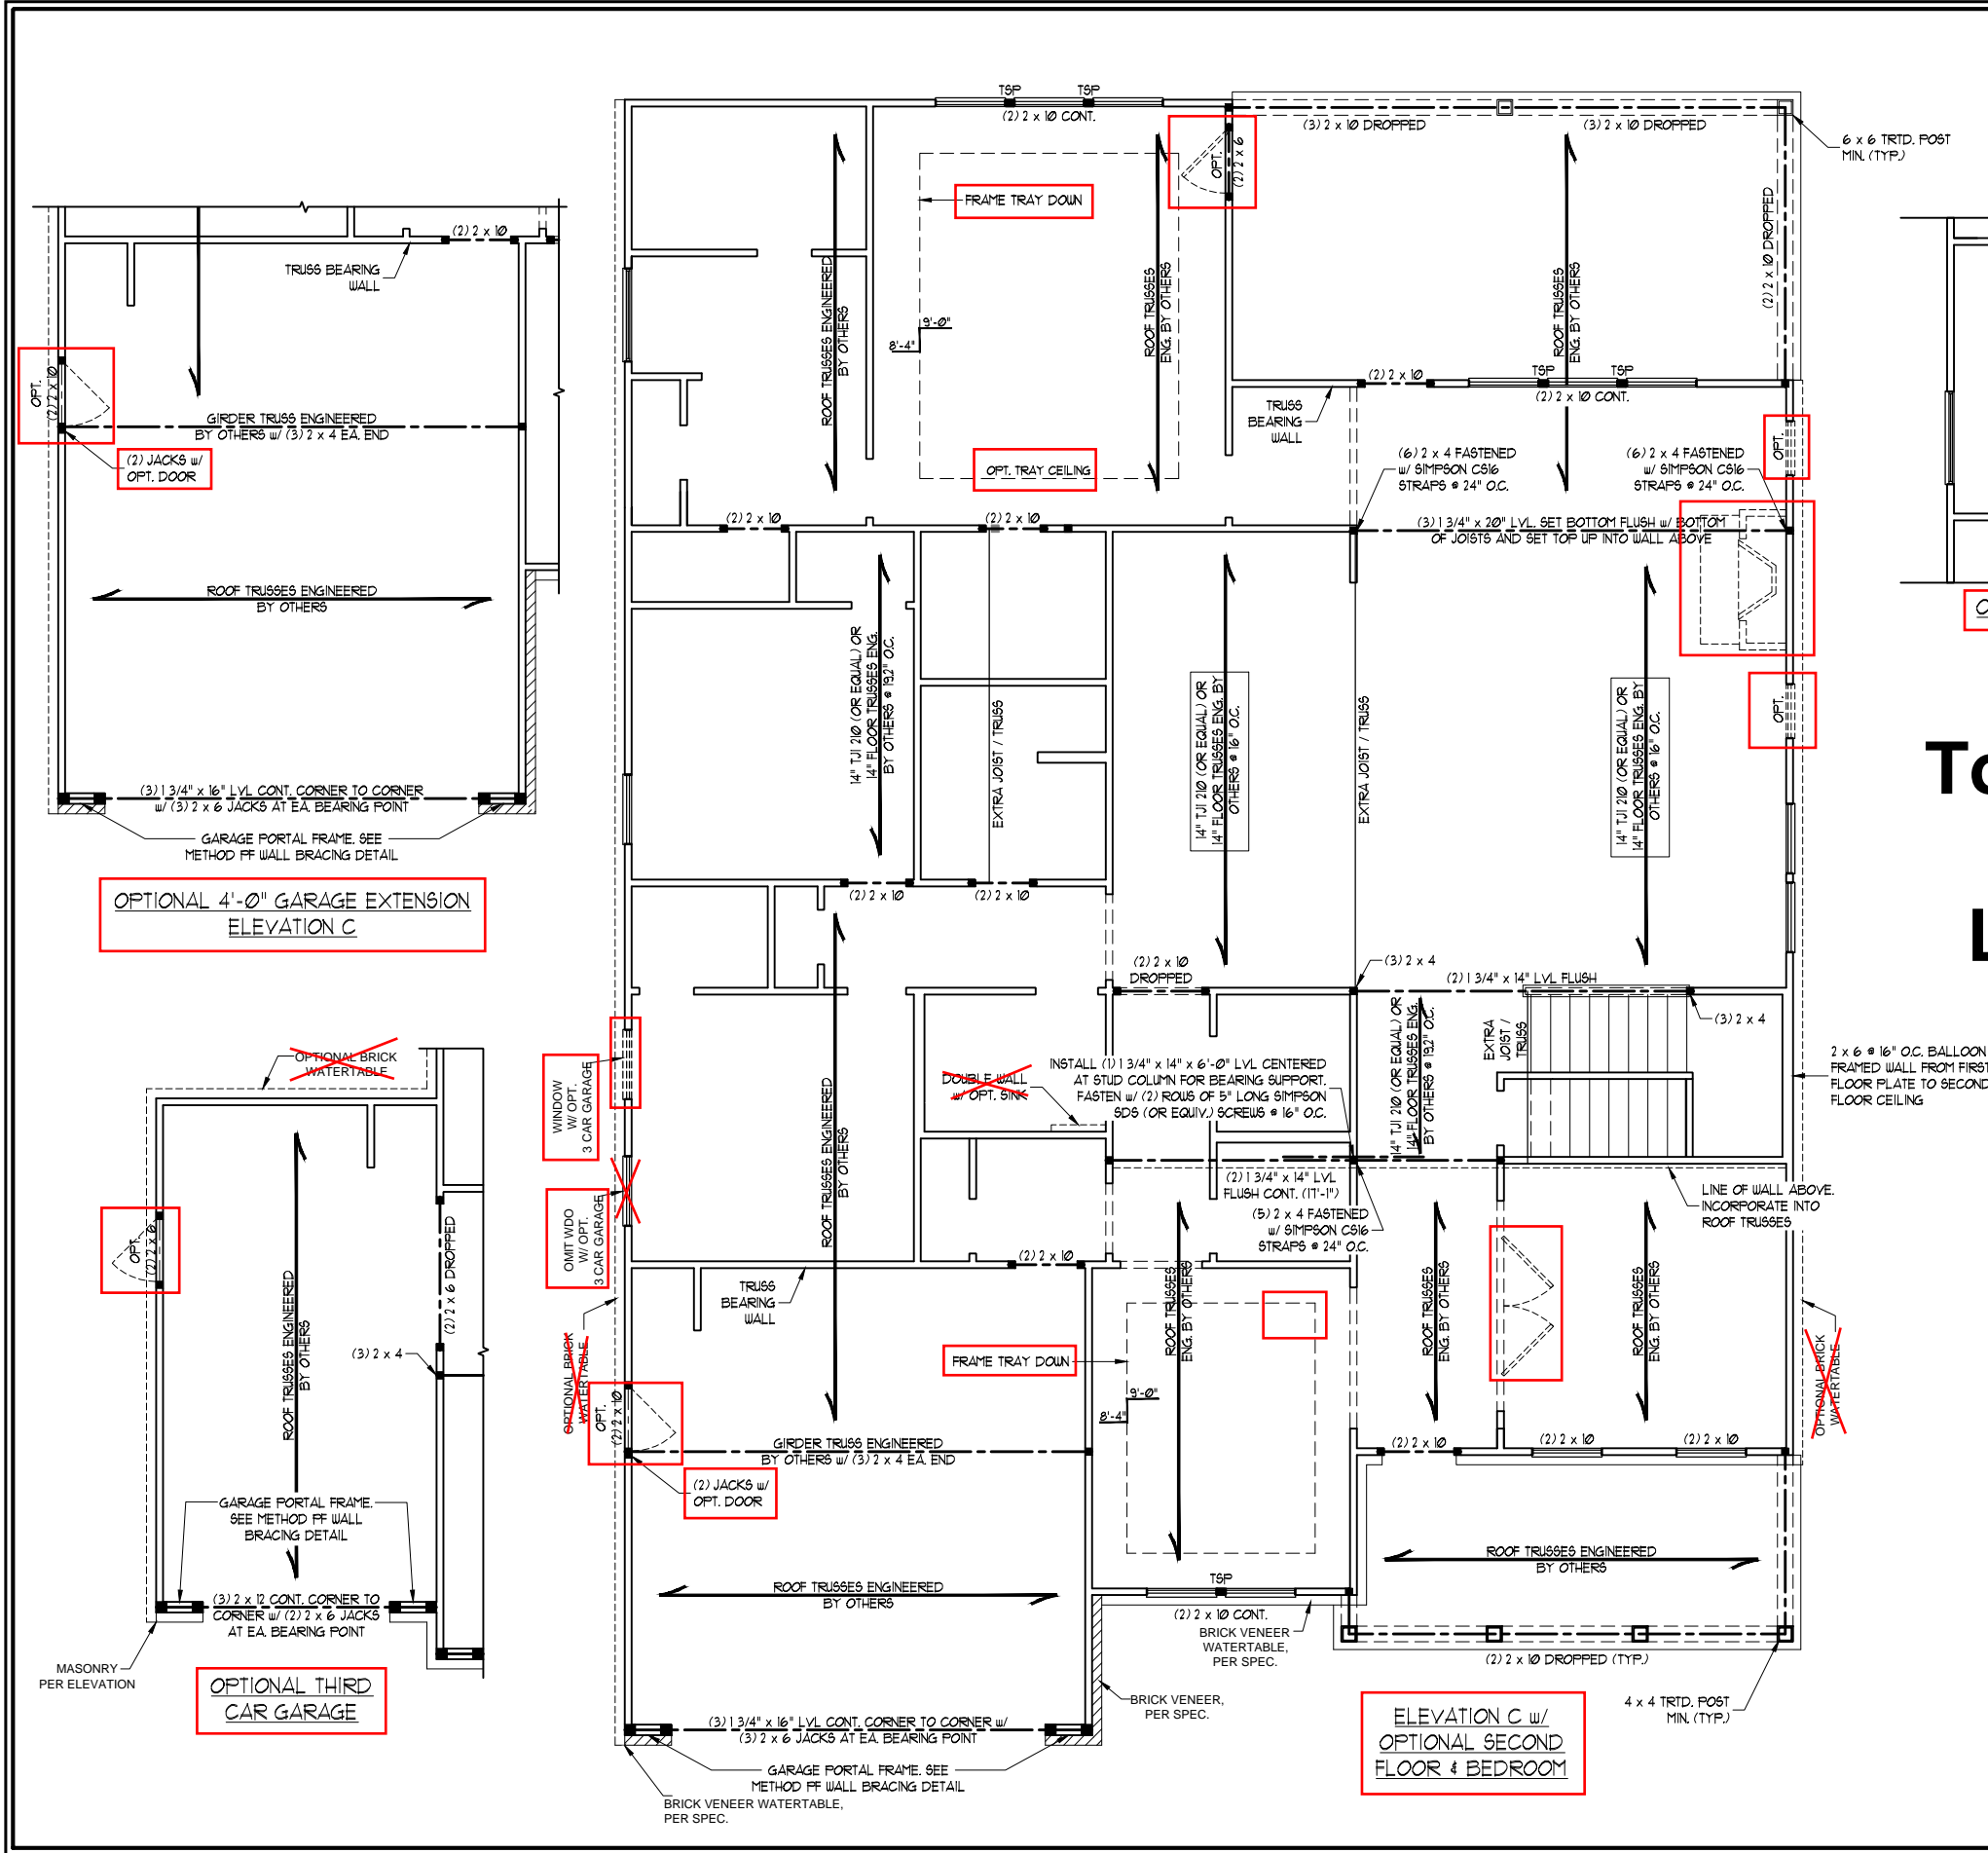 TSP
TSP
(2) 2 x 10 CONT.
OPT.
(2) 2 x 6
(3) 2 x 10 DROPPED
(3) 2 x 10 DROPPED
6 x 6 TRTD. POST
MIN. (TYP.)
FRAME TRAY DOWN
(2) 2 x 10 DROPPED
(2) 2 x 10
TRUSS BEARING
WALL
ROOF TRUSSES ENGINEERED
BY OTHERS
9'-0"
8'-4"
ROOF TRUSSES
ENG. BY OTHERS
ROOF TRUSSES
ENG. BY OTHERS
OPT.
(2) 2 x 10
GIRDER TRUSS ENGINEERED
BY OTHERS w/ (3) 2 x 4 EA. END
(2) JACKS w/
OPT. DOOR
(2) 2 x 10
TSP
TSP
(2) 2 x 10 CONT.
TRUSS
BEARING
WALL
OPT. TRAY CEILING
(6) 2 x 4 FASTENED
w/ SIMPSON CS16
STRAPS @ 24" O.C.
(6) 2 x 4 FASTENED
w/ SIMPSON CS16
STRAPS @ 24" O.C.
OPT.
(2) 2 x 10
(2) 2 x 10
(3) 1 3/4" x 20" LVL. SET BOTTOM FLUSH w/ BOTTOM
OF JOISTS AND SET TOP UP INTO WALL ABOVE
ROOF TRUSSES ENGINEERED
BY OTHERS
O
14" TJI 210 (OR EQUAL) OR
14" FLOOR TRUSSES ENG.
BY OTHERS @ 19.2" O.C.
EXTRA JOIST / TRUSS
14" TJI 210 (OR EQUAL) OR
14" FLOOR TRUSSES ENG. BY
OTHERS @ 16" O.C.
EXTRA JOIST / TRUSS
14" TJI 210 (OR EQUAL) OR
14" FLOOR TRUSSES ENG. BY
OTHERS @ 16" O.C.
OPT.
To
L
(3) 1 3/4" x 16" LVL CONT. CORNER TO CORNER
w/ (3) 2 x 6 JACKS AT EA. BEARING POINT
GARAGE PORTAL FRAME. SEE
METHOD PF WALL BRACING DETAIL
OPTIONAL 4'-0" GARAGE EXTENSION
ELEVATION C
(2) 2 x 10
(2) 2 x 10
(2) 2 x 10
DROPPED
(3) 2 x 4
(2) 1 3/4" x 14" LVL FLUSH
(3) 2 x 4
14" TJI 210 (OR EQUAL) OR
14" FLOOR TRUSSES ENG.
BY OTHERS @ 19.2" O.C.
EXTRA
JOIST /
TRUSS
OPTIONAL BRICK
WATERTABLE
WINDOW
W/ OPT.
3 CAR GARAGE
DOUBLE WALL
w/ OPT. SINK
INSTALL (1) 1 3/4" x 14" x 6'-0" LVL CENTERED
AT STUD COLUMN FOR BEARING SUPPORT.
FASTEN w/ (2) ROWS OF 5" LONG SIMPSON
SDS (OR EQUIV.) SCREWS @ 16" O.C.
2 x 6 @ 16" O.C. BALLOON
FRAMED WALL FROM FIRST
FLOOR PLATE TO SECOND
FLOOR CEILING
ROOF TRUSSES ENGINEERED
BY OTHERS
OMIT WDO
W/ OPT.
3 CAR GARAGE
(2) 1 3/4" x 14" LVL
FLUSH CONT. (17'-1")
(5) 2 x 4 FASTENED
w/ SIMPSON CS16
STRAPS @ 24" O.C.
LINE OF WALL ABOVE.
INCORPORATE INTO
ROOF TRUSSES
OPT.
(2) 2 x 6
ROOF TRUSSES ENGINEERED
BY OTHERS
(2) 2 x 6 DROPPED
(3) 2 x 4
(2) 2 x 10
TRUSS
BEARING
WALL
ROOF TRUSSES
ENG. BY OTHERS
ROOF TRUSSES
ENG. BY OTHERS
ROOF TRUSSES
ENG. BY OTHERS
OPTIONAL BRICK
WATERTABLE
OPTIONAL BRICK
WATERTABLE
FRAME TRAY DOWN
9'-0"
8'-4"
OPT.
(2) 2 x 10
GIRDER TRUSS ENGINEERED
BY OTHERS w/ (3) 2 x 4 EA. END
(2) JACKS w/
OPT. DOOR
(2) 2 x 10
(2) 2 x 10
(2) 2 x 10
GARAGE PORTAL FRAME.
SEE METHOD PF WALL
BRACING DETAIL
(3) 2 x 12 CONT. CORNER TO
CORNER w/ (2) 2 x 6 JACKS
AT EA. BEARING POINT
MASONRY
PER ELEVATION
OPTIONAL THIRD
CAR GARAGE
ROOF TRUSSES ENGINEERED
BY OTHERS
TSP
(2) 2 x 10 CONT.
BRICK VENEER
WATERTABLE,
PER SPEC.
ROOF TRUSSES ENGINEERED
BY OTHERS
(2) 2 x 10 DROPPED (TYP.)
4 x 4 TRTD. POST
MIN. (TYP.)
BRICK VENEER,
PER SPEC.
(3) 1 3/4" x 16" LVL CONT. CORNER TO CORNER w/
(3) 2 x 6 JACKS AT EA. BEARING POINT
GARAGE PORTAL FRAME. SEE
METHOD PF WALL BRACING DETAIL
BRICK VENEER WATERTABLE,
PER SPEC.
ELEVATION C w/
OPTIONAL SECOND
FLOOR & BEDROOM